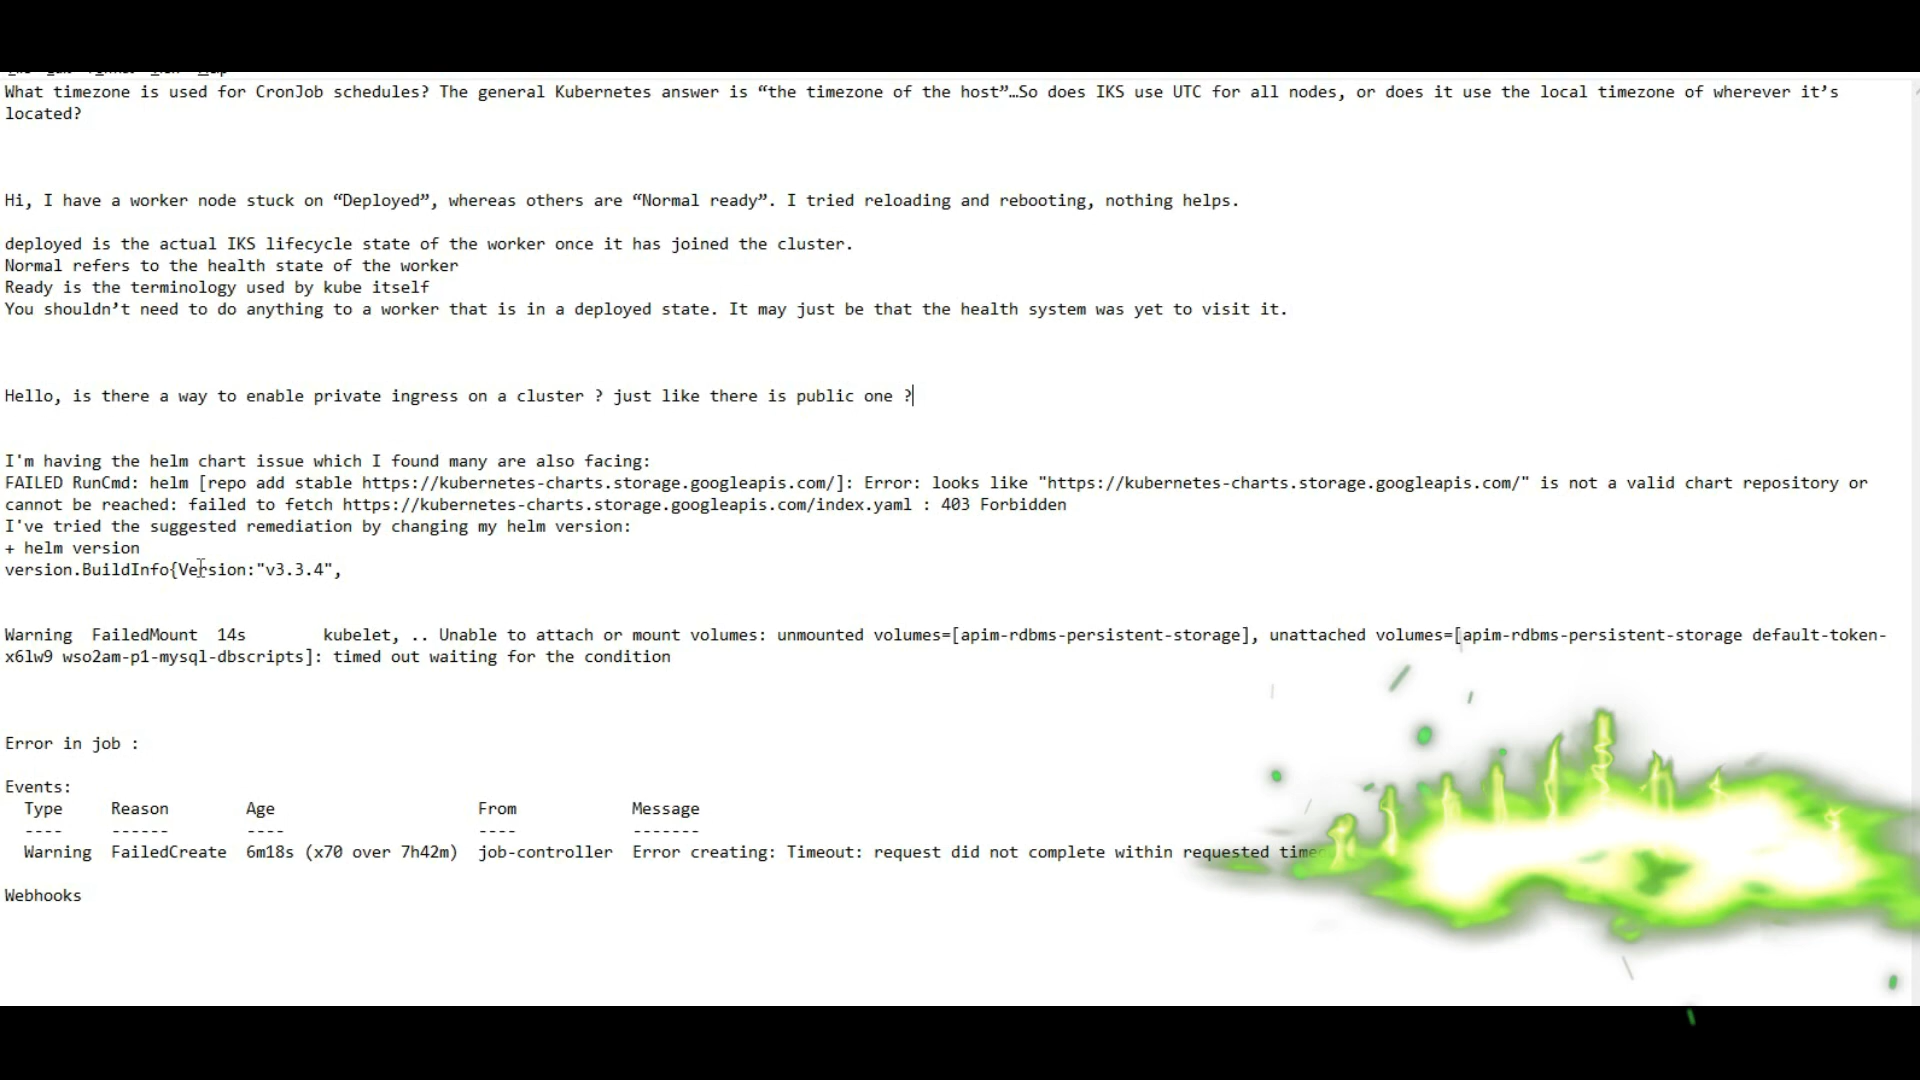 What timezone is used for CronJob schedules? The general Kubernetes answer is “the timezone of the host”…So does IKS use UTC for all nodes, or does it use the local timezone of wherever it’s
located?
Hi, I have a worker node stuck on “Deployed”, whereas others are “Normal ready”. I tried reloading and rebooting, nothing helps.
deployed is the actual IKS lifecycle state of the worker once it has joined the cluster.
Normal refers to the health state of the worker
Ready is the terminology used by kube itself
You shouldn’t need to do anything to a worker that is in a deployed state. It may just be that the health system was yet to visit it.
Hello, is there a way to enable private ingress on a cluster ? just like there is public one ?
I'm having the helm chart issue which I found many are also facing:
FAILED RunCmd: helm [repo add stable https://kubernetes-charts.storage.googleapis.com/]: Error: looks like "https://kubernetes-charts.storage.googleapis.com/" is not a valid chart repository or
cannot be reached: failed to fetch https://kubernetes-charts.storage.googleapis.com/index.yaml : 403 Forbidden
I've tried the suggested remediation by changing my helm version:
+ helm version
version.BuildInfo{Version:"v3.3.4",
Warning  FailedMount  14s        kubelet, .. Unable to attach or mount volumes: unmounted volumes=[apim-rdbms-persistent-storage], unattached volumes=[apim-rdbms-persistent-storage default-token-
x6lw9 wso2am-p1-mysql-dbscripts]: timed out waiting for the condition
Error in job :
Events:
Type     Reason        Age                    From            Message
----     ------        ----                   ----            -------
Warning  FailedCreate  6m18s (x70 over 7h42m)  job-controller  Error creating: Timeout: request did not complete within requested
Webhooks